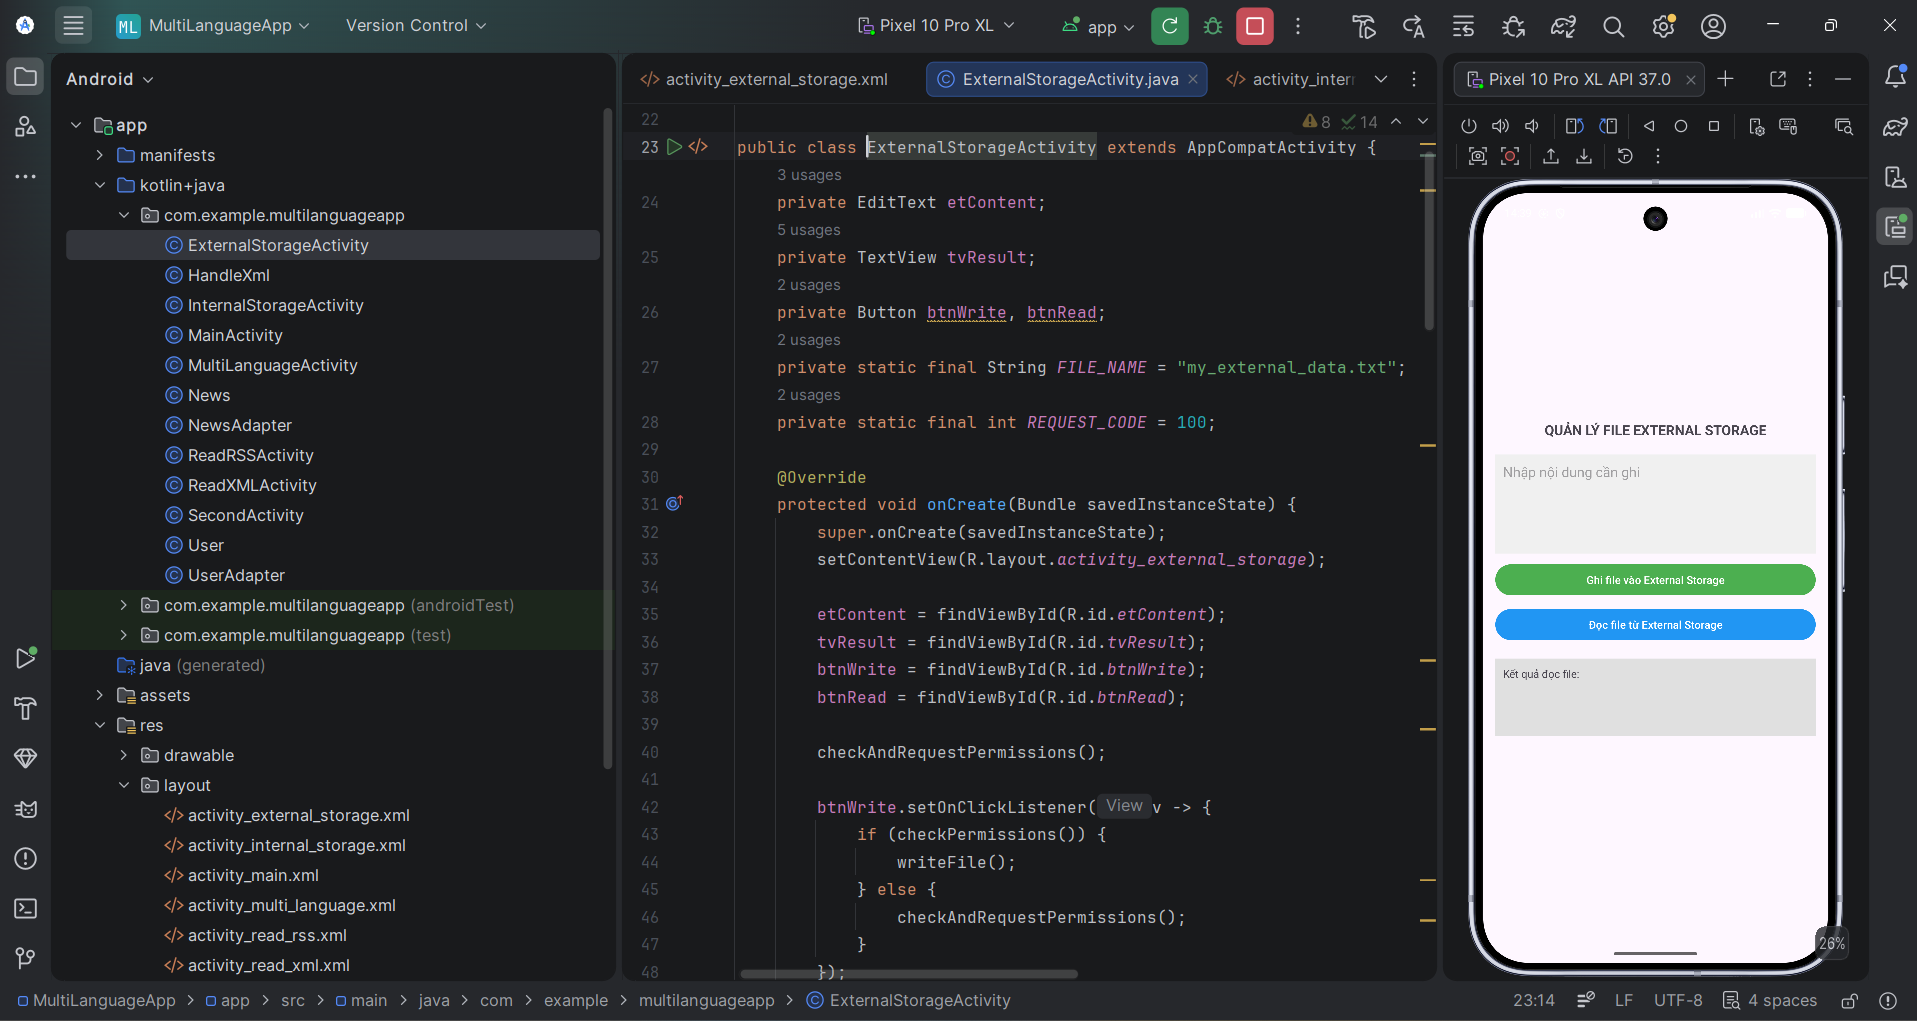 ML MultiLanguageApp Version Control Pixel 10 Pro XL app
Android
app
manifests
kotlin+java
com.example.multilanguageapp
ExternalStorageActivity
HandleXml
InternalStorageActivity
MainActivity
MultiLanguageActivity
News
NewsAdapter
ReadRSSActivity
ReadXMLActivity
SecondActivity
User
UserAdapter
com.example.multilanguageapp (androidTest)
com.example.multilanguageapp (test)
java (generated)
assets
res
drawable
layout
activity_external_storage.xml
activity_internal_storage.xml
activity_main.xml
activity_multi_language.xml
activity_read_rss.xml
activity_read_xml.xml
activity_external_storage.xml ExternalStorageActivity.java activity_inter
8 14
22
23 public class ExternalStorageActivity extends AppCompatActivity {
3 usages
24 private EditText etContent;
5 usages
25 private TextView tvResult;
2 usages
26 private Button btnWrite, btnRead;
2 usages
27 private static final String FILE_NAME = "my_external_data.txt";
2 usages
28 private static final int REQUEST_CODE = 100;
29
30 @Override
31 protected void onCreate(Bundle savedInstanceState) {
32 super.onCreate(savedInstanceState);
33 setContentView(R.layout.activity_external_storage);
34
35 etContent = findViewById(R.id.etContent);
36 tvResult = findViewById(R.id.tvResult);
37 btnWrite = findViewById(R.id.btnWrite);
38 btnRead = findViewById(R.id.btnRead);
39
40 checkAndRequestPermissions();
41
42 btnWrite.setOnClickListener( View v -> {
43 if (checkPermissions()) {
44 writeFile();
45 } else {
46 checkAndRequestPermissions();
47 }
48 });
Pixel 10 Pro XL API 37.0
QUẢN LÝ FILE EXTERNAL STORAGE
Nhập nội dung cần ghi
Ghi file vào External Storage
Đọc file từ External Storage
Kết quả đọc file:
26%
MultiLanguageApp > app > src > main > java > com > example > multilanguageapp > ExternalStorageActivity
23:14 LF UTF-8 4 spaces